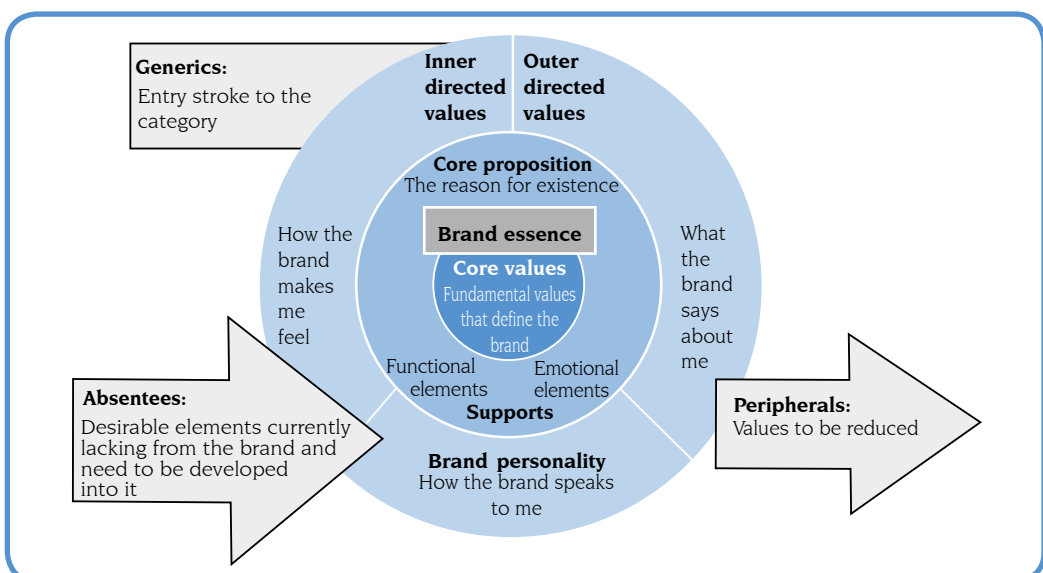 Generics:
Entry stroke to the
category
Inner
directed
values
Outer
directed
values
Core proposition
The reason for existence
Brand essence
Core values
Fundamental values
that define the
brand
How the
brand
makes
me
feel
What
the
brand
says
about
me
Functional
elements
Emotional
elements
Supports
Absentees:
Desirable elements currently
lacking from the brand and
need to be developed
into it
Peripherals:
Values to be reduced
Brand personality
How the brand speaks
to me